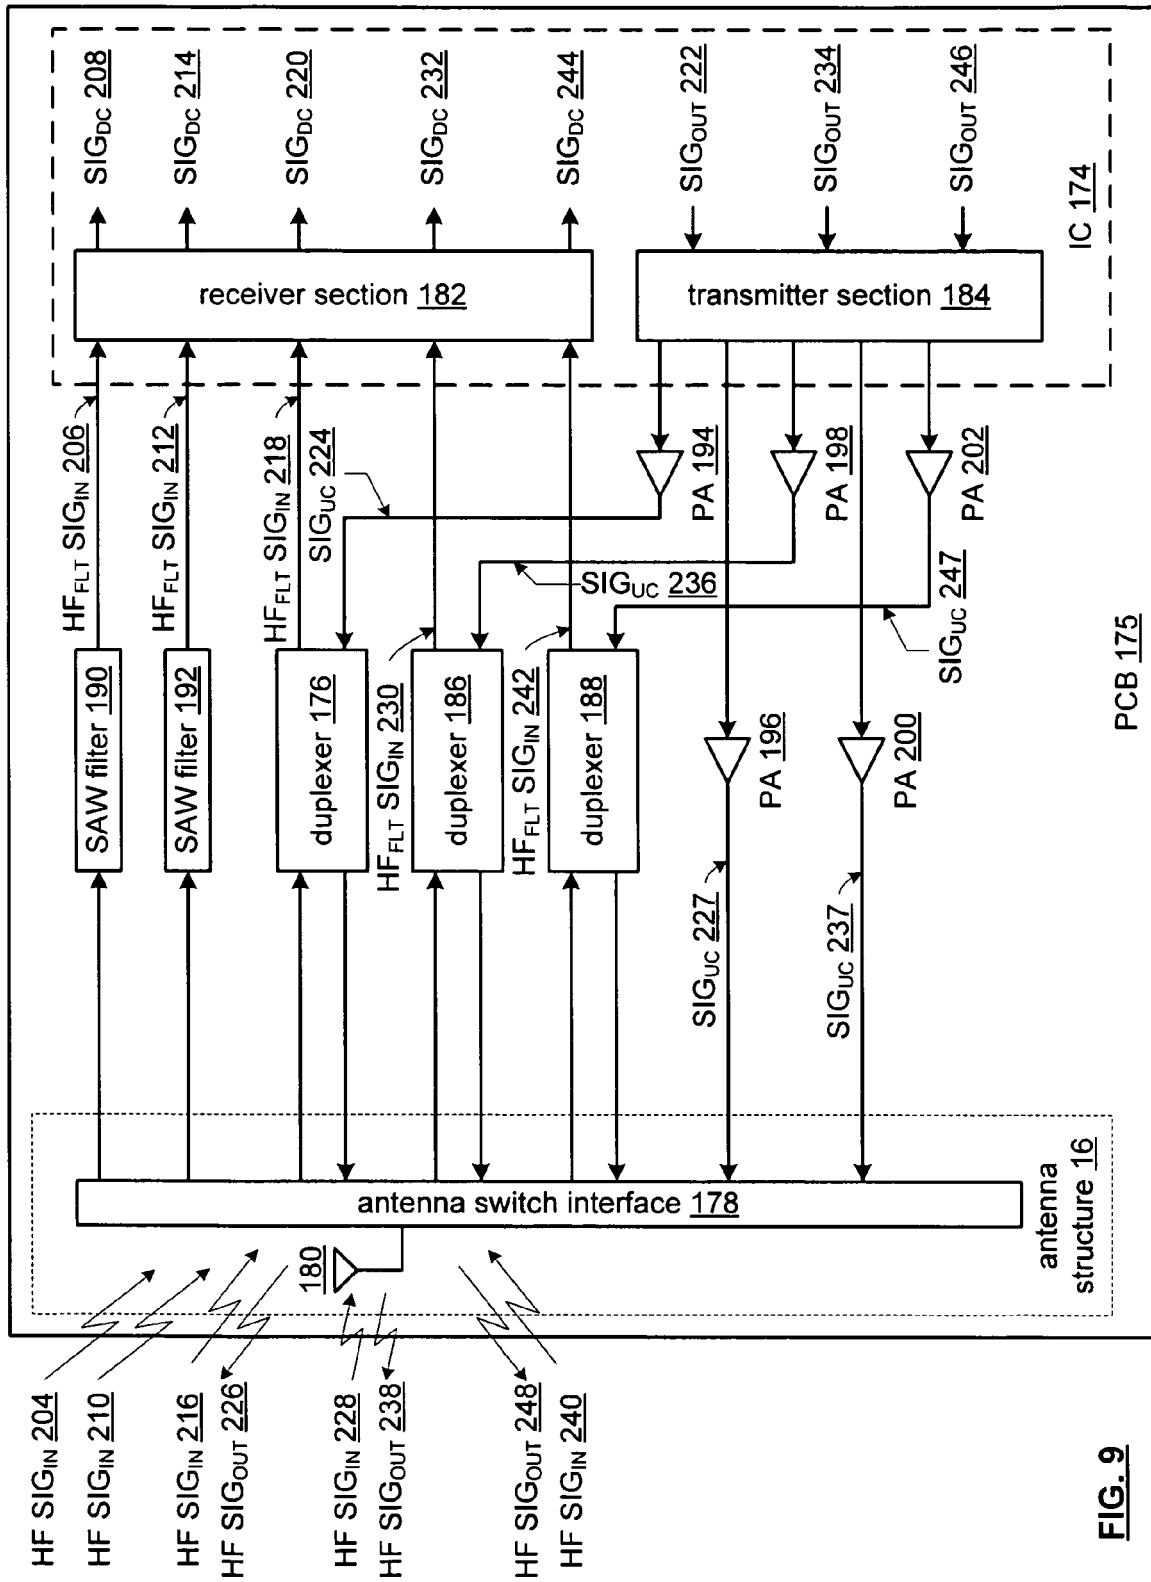 HF SIGIN 204
HF SIGIN 210
HF SIGIN 216
HF SIGOUT 226
HF SIGIN 228
HF SIGOUT 238
HF SIGOUT 248
HF SIGIN 240
180
antenna switch interface 178
antenna
structure 16
SAW filter 190
SAW filter 192
duplexer 176
duplexer 186
duplexer 188
HFFLT SIGIN 206
HFFLT SIGIN 212
HFFLT SIGIN 218
SIGUC 224
HFFLT SIGIN 230
SIGUC 236
HFFLT SIGIN 242
SIGUC 247
SIGUC 227
SIGUC 237
PA 194
PA 198
PA 202
PA 196
PA 200
receiver section 182
transmitter section 184
SIGDC 208
SIGDC 214
SIGDC 220
SIGDC 232
SIGDC 244
SIGOUT 222
SIGOUT 234
SIGOUT 246
IC 174
PCB 175
FIG. 9